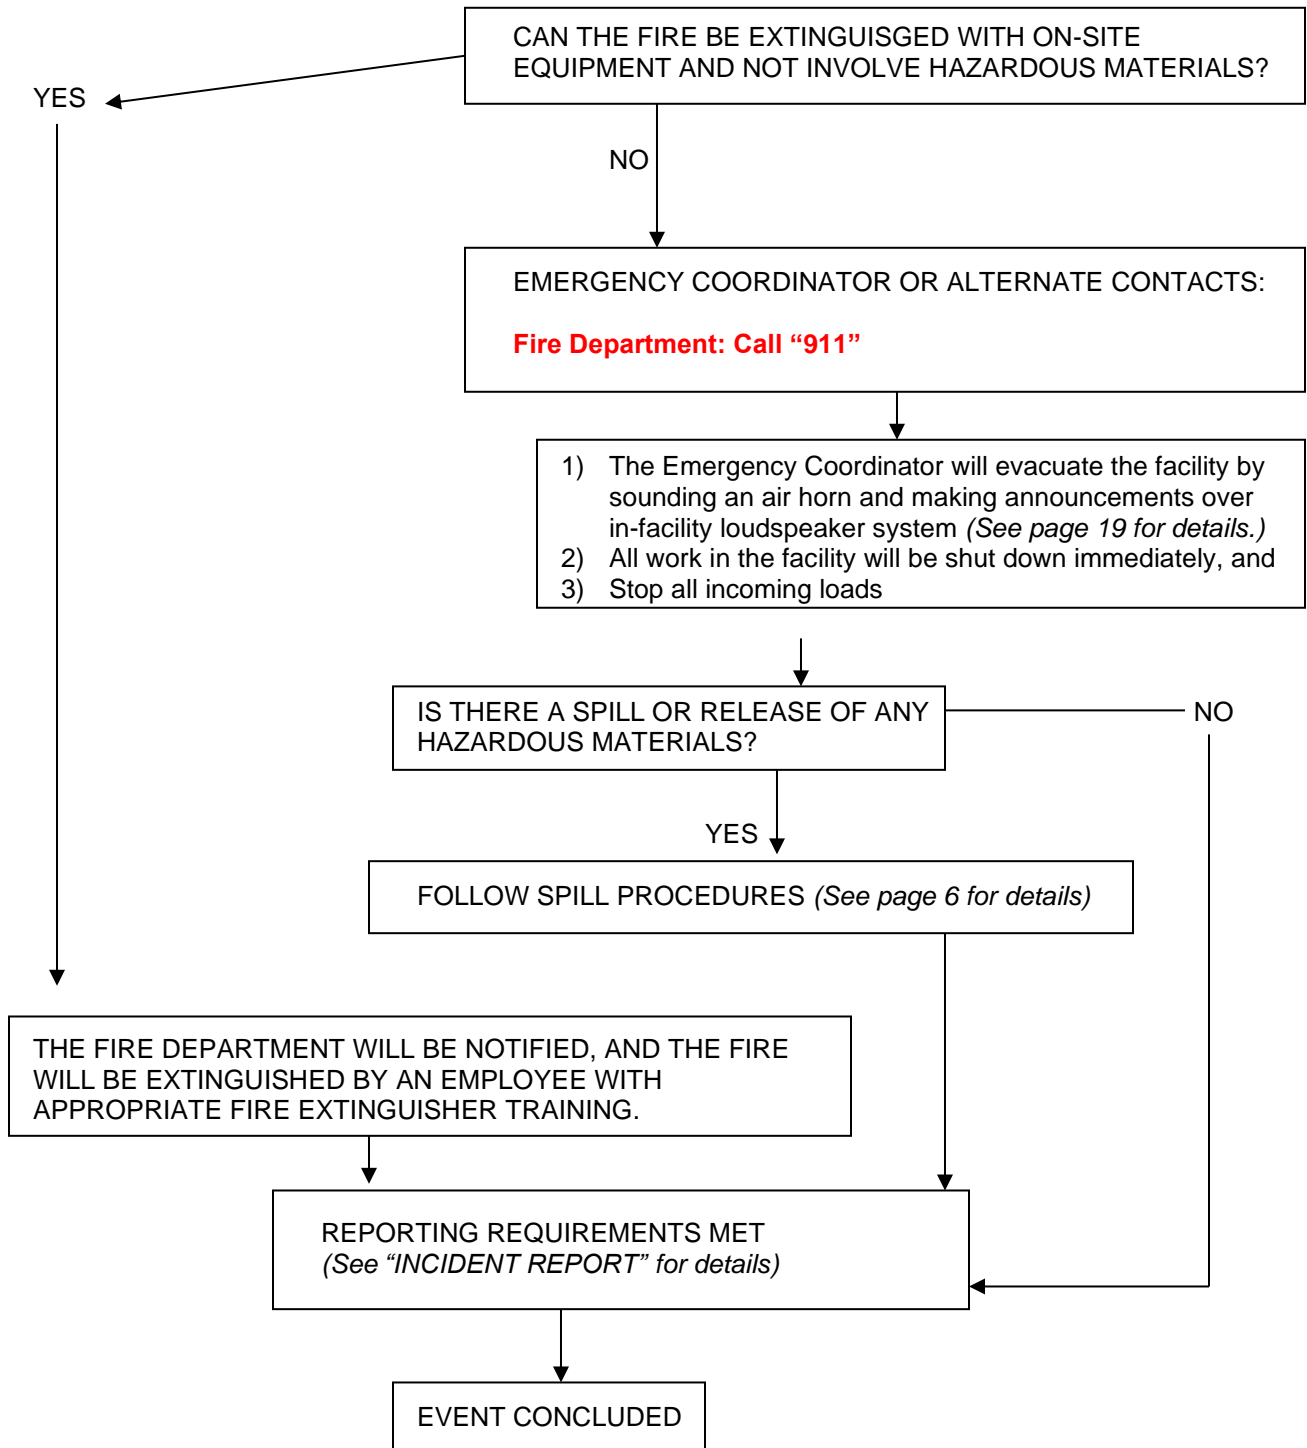 CAN THE FIRE BE EXTINGUISGED WITH ON-SITE
EQUIPMENT AND NOT INVOLVE HAZARDOUS MATERIALS?
YES
NO
EMERGENCY COORDINATOR OR ALTERNATE CONTACTS:
Fire Department: Call “911”
1) The Emergency Coordinator will evacuate the facility by
sounding an air horn and making announcements over
in-facility loudspeaker system (See page 19 for details.)
2) All work in the facility will be shut down immediately, and
3) Stop all incoming loads
IS THERE A SPILL OR RELEASE OF ANY
HAZARDOUS MATERIALS?
NO
YES
FOLLOW SPILL PROCEDURES (See page 6 for details)
THE FIRE DEPARTMENT WILL BE NOTIFIED, AND THE FIRE
WILL BE EXTINGUISHED BY AN EMPLOYEE WITH
APPROPRIATE FIRE EXTINGUISHER TRAINING.
REPORTING REQUIREMENTS MET
(See “INCIDENT REPORT” for details)
EVENT CONCLUDED